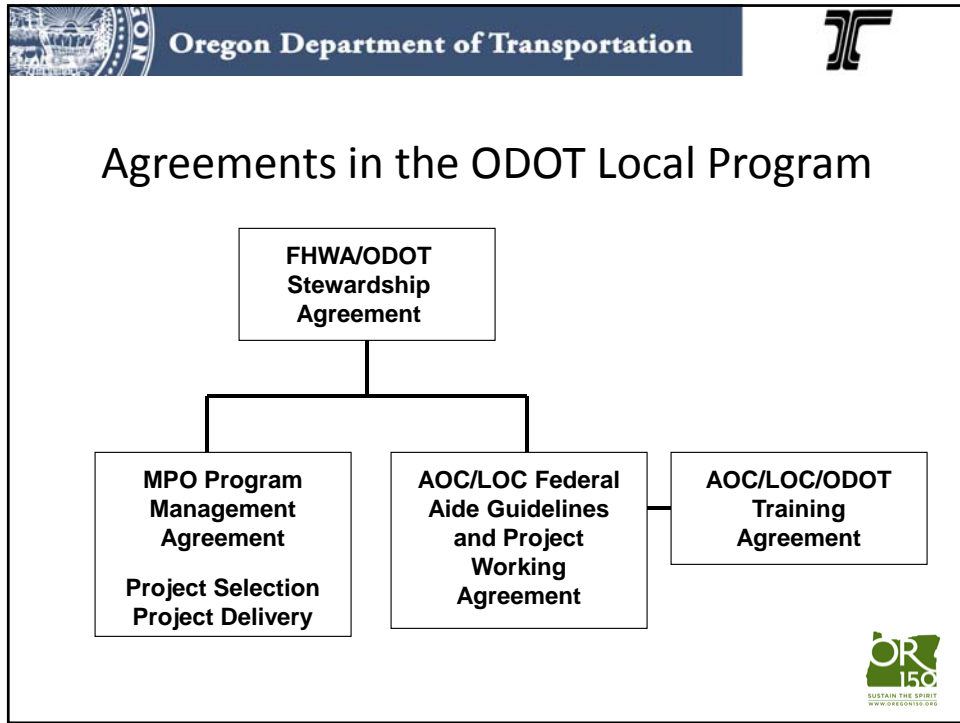 Oregon Department of Transportation
Agreements in the ODOT Local Program
FHWA/ODOT
Stewardship
Agreement
MPO Program
Management
Agreement
Project Selection
Project Delivery
AOC/LOC Federal
Aide Guidelines
and Project
Working
Agreement
AOC/LOC/ODOT
Training
Agreement
OR
150
SUSTAIN THE SPIRIT
WWW.OREGON150.ORG